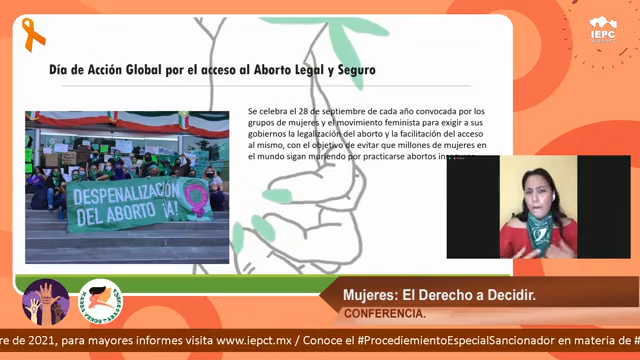 IEPC
Día de Acción Global por el acceso al Aborto Legal y Seguro
Se celebra el 28 de septiembre de cada año convocada por los
grupos de mujeres y el movimiento feminista para exigir a sus
gobiernos la legalización del aborto y la facilitación del acceso
al mismo, con el objetivo de evitar que millones de mujeres en
el mundo sigan muriendo por practicarse abortos
DESPENALIZACIÓN
DEL ABORTO ¡A!
Mujeres: El Derecho a Decidir.
CONFERENCIA.
re de 2021, para mayores informes visita www.iepct.mx / Conoce el #ProcediementoEspecialSancionador en materia de #